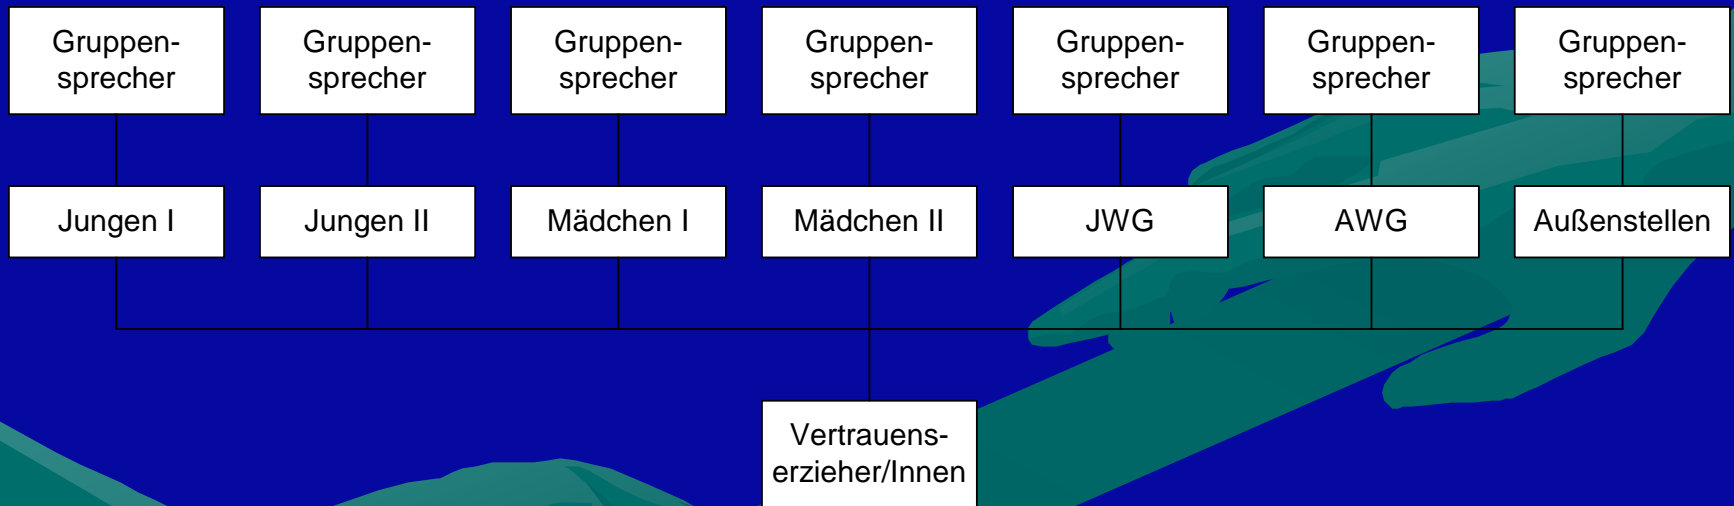 Gruppen-
sprecher
Gruppen-
sprecher
Gruppen-
sprecher
Gruppen-
sprecher
Gruppen-
sprecher
Gruppen-
sprecher
Gruppen-
sprecher
Jungen I
Jungen II
Mädchen I
Mädchen II
JWG
AWG
Außenstellen
Vertrauens-
erzieher/Innen